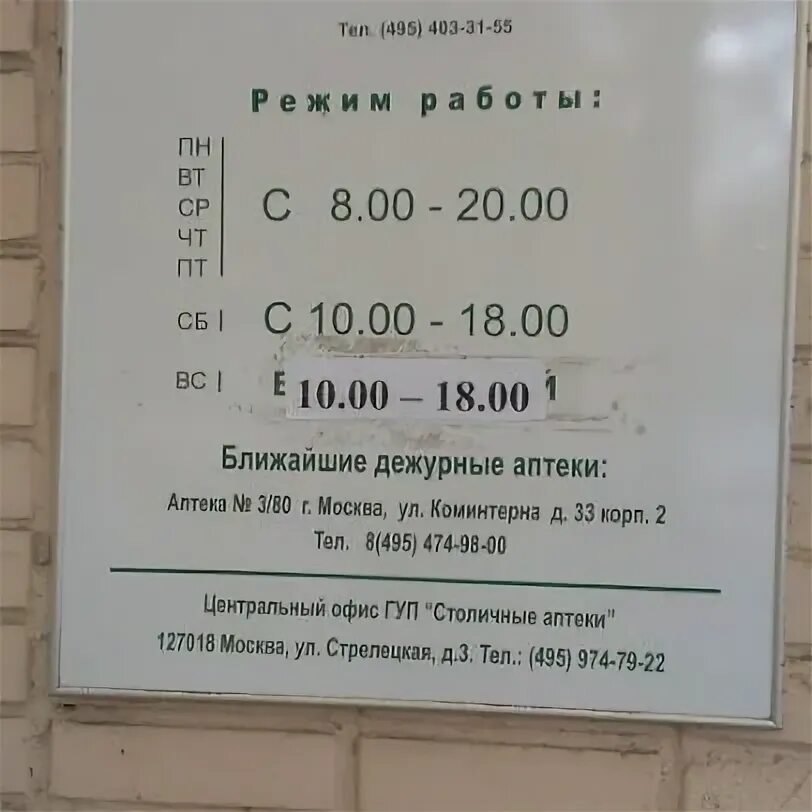 Тел. (495) 403-31-55
Режим работы:
ПН
ВТ
СР С 8.00 - 20.00
ЧТ
ПТ
СБ С 10.00 - 18.00
ВС 10.00 – 18.00
Ближайшие дежурные аптеки:
Аптека № 3/80 г. Москва, ул. Коминтерна д. 33 корп. 2
Тел. 8(495) 474-98-00
Центральный офис ГУП "Столичные аптеки"
127018 Москва, ул. Стрелецкая, д.3. Тел.: (495) 974-79-22